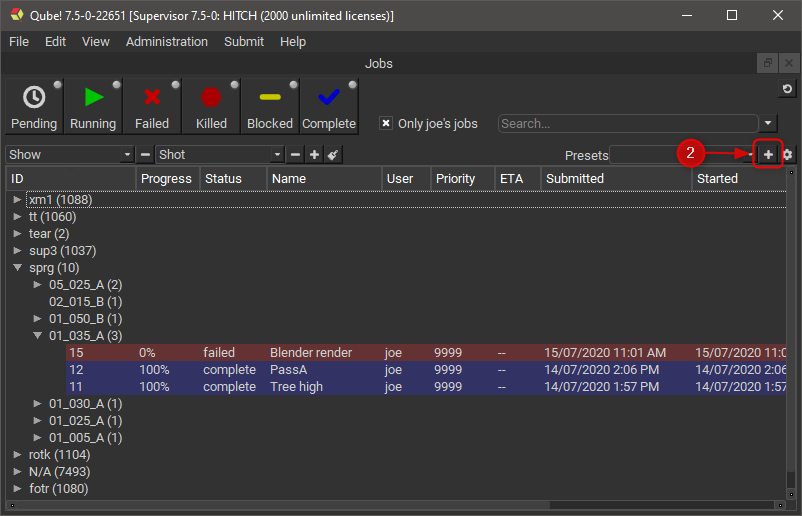 Qube! 7.5-0-22651 [Supervisor 7.5-0: HITCH (2000 unlimited licenses)]
File Edit View Administration Submit Help
Jobs
Pending Running Failed Killed Blocked Complete Only joe's jobs Search...
Show Shot Presets 2
ID Progress Status Name User Priority ETA Submitted Started
xm1 (1088)
tt (1060)
tear (2)
sup3 (1037)
sprg (10)
05_025_A (2)
02_015_B (1)
01_050_B (1)
01_035_A (3)
15 0% failed Blender render joe 9999 -- 15/07/2020 11:01 AM 15/07/2020 11:0
12 100% complete PassA joe 9999 -- 14/07/2020 2:06 PM 14/07/2020 2:06
11 100% complete Tree high joe 9999 -- 14/07/2020 1:57 PM 14/07/2020 1:57
01_030_A (1)
01_025_A (1)
01_005_A (1)
rotk (1104)
N/A (7493)
fotr (1080)